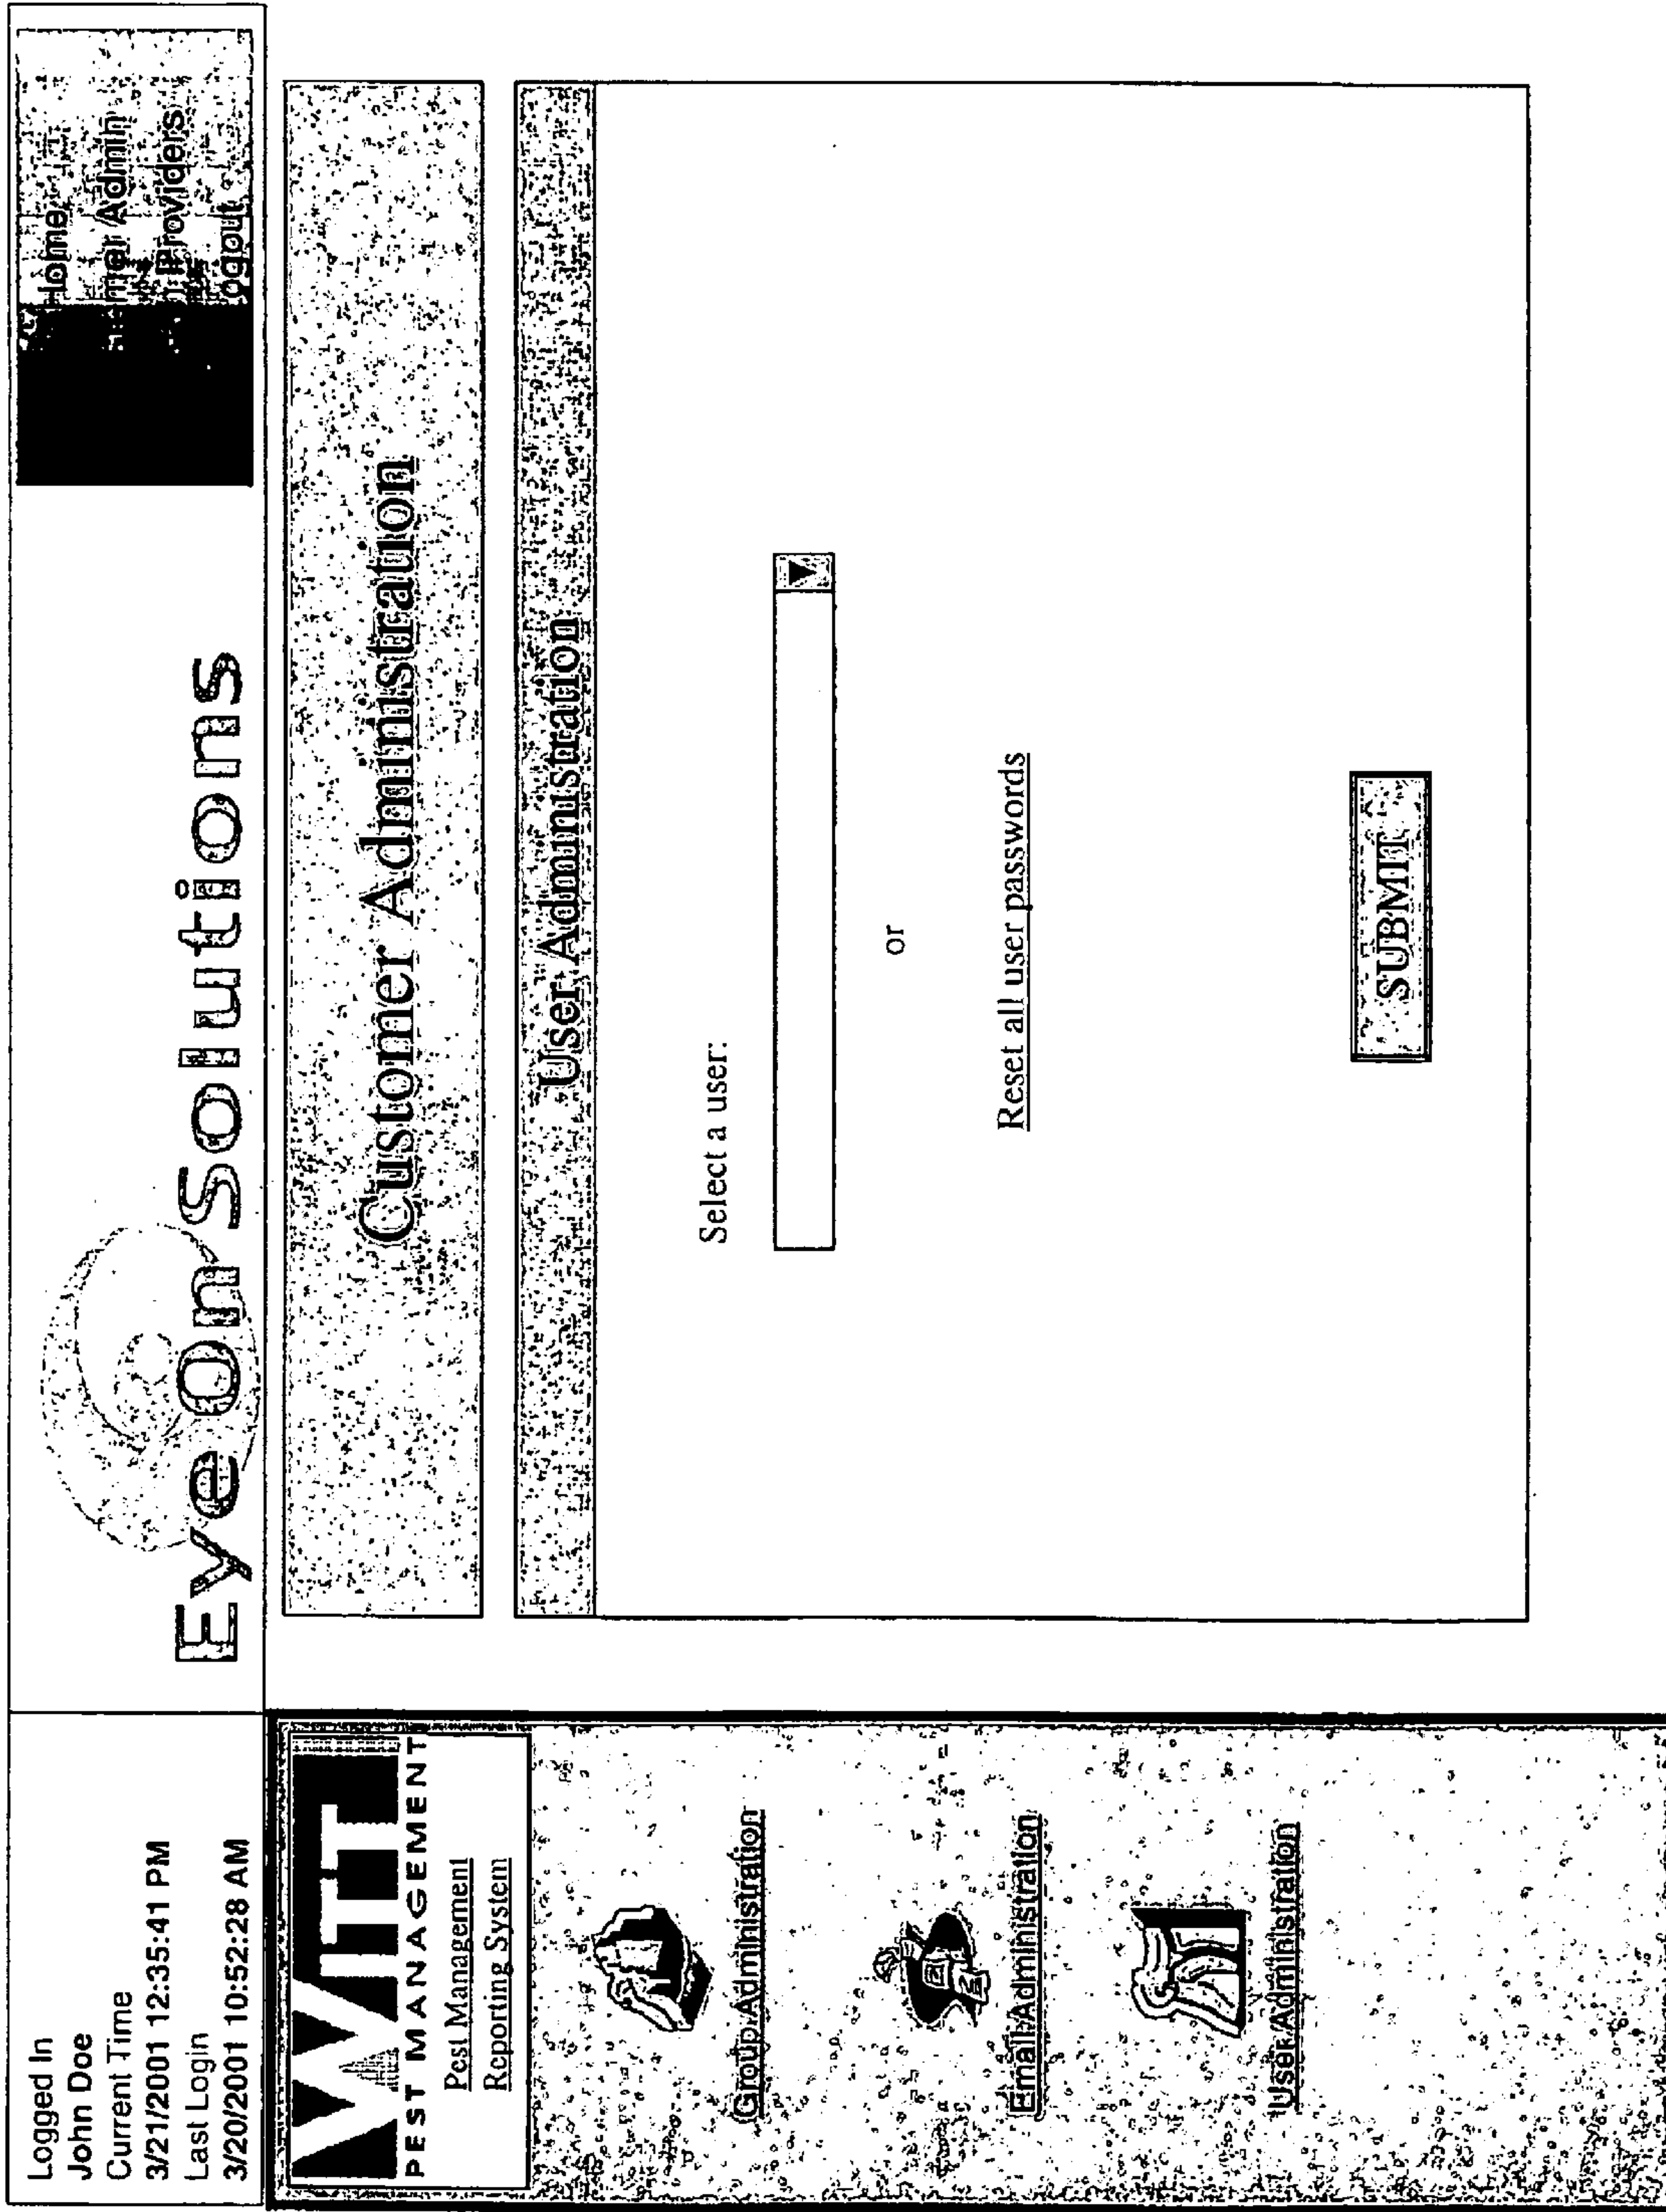 Logged In
John Doe
Current Time
3/21/2001 12:35:41 PM
Last Login
3/20/2001 10:52:28 AM
Eye On Solutions
Home
mer Admin
Providers
ogout
PEST MANAGEMENT
Pest Management
Reporting System
Group Administration
Email Administration
User Administration
Customer Administration
User Administration
Select a user:
or
Reset all user passwords
SUBMIT